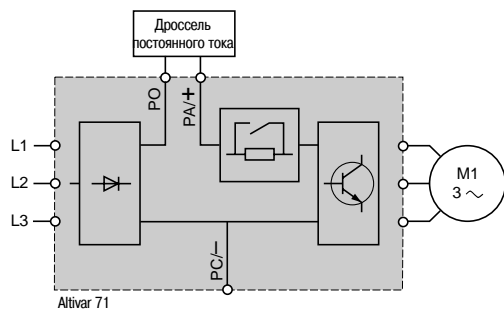 Дроссель
постоянного тока
PO
PA/+
L1
L2
L3
M1
3 ~
PC/–
Altivar 71